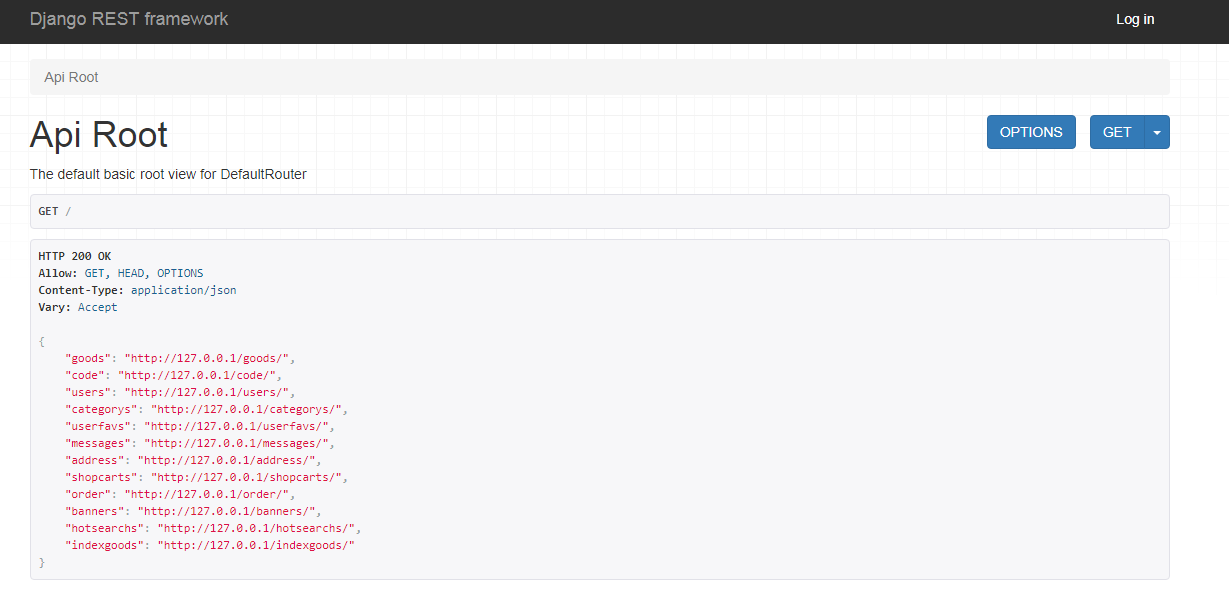 Django REST framework
Log in
Api Root
Api Root
OPTIONS
GET
The default basic root view for DefaultRouter
GET /
HTTP 200 OK
Allow: GET, HEAD, OPTIONS
Content-Type: application/json
Vary: Accept
{
    "goods": "http://127.0.0.1/goods/",
    "code": "http://127.0.0.1/code/",
    "users": "http://127.0.0.1/users/",
    "categorys": "http://127.0.0.1/categorys/",
    "userfavs": "http://127.0.0.1/userfavs/",
    "messages": "http://127.0.0.1/messages/",
    "address": "http://127.0.0.1/address/",
    "shopcarts": "http://127.0.0.1/shopcarts/",
    "order": "http://127.0.0.1/order/",
    "banners": "http://127.0.0.1/banners/",
    "hotsearchs": "http://127.0.0.1/hotsearchs/",
    "indexgoods": "http://127.0.0.1/indexgoods/"
}